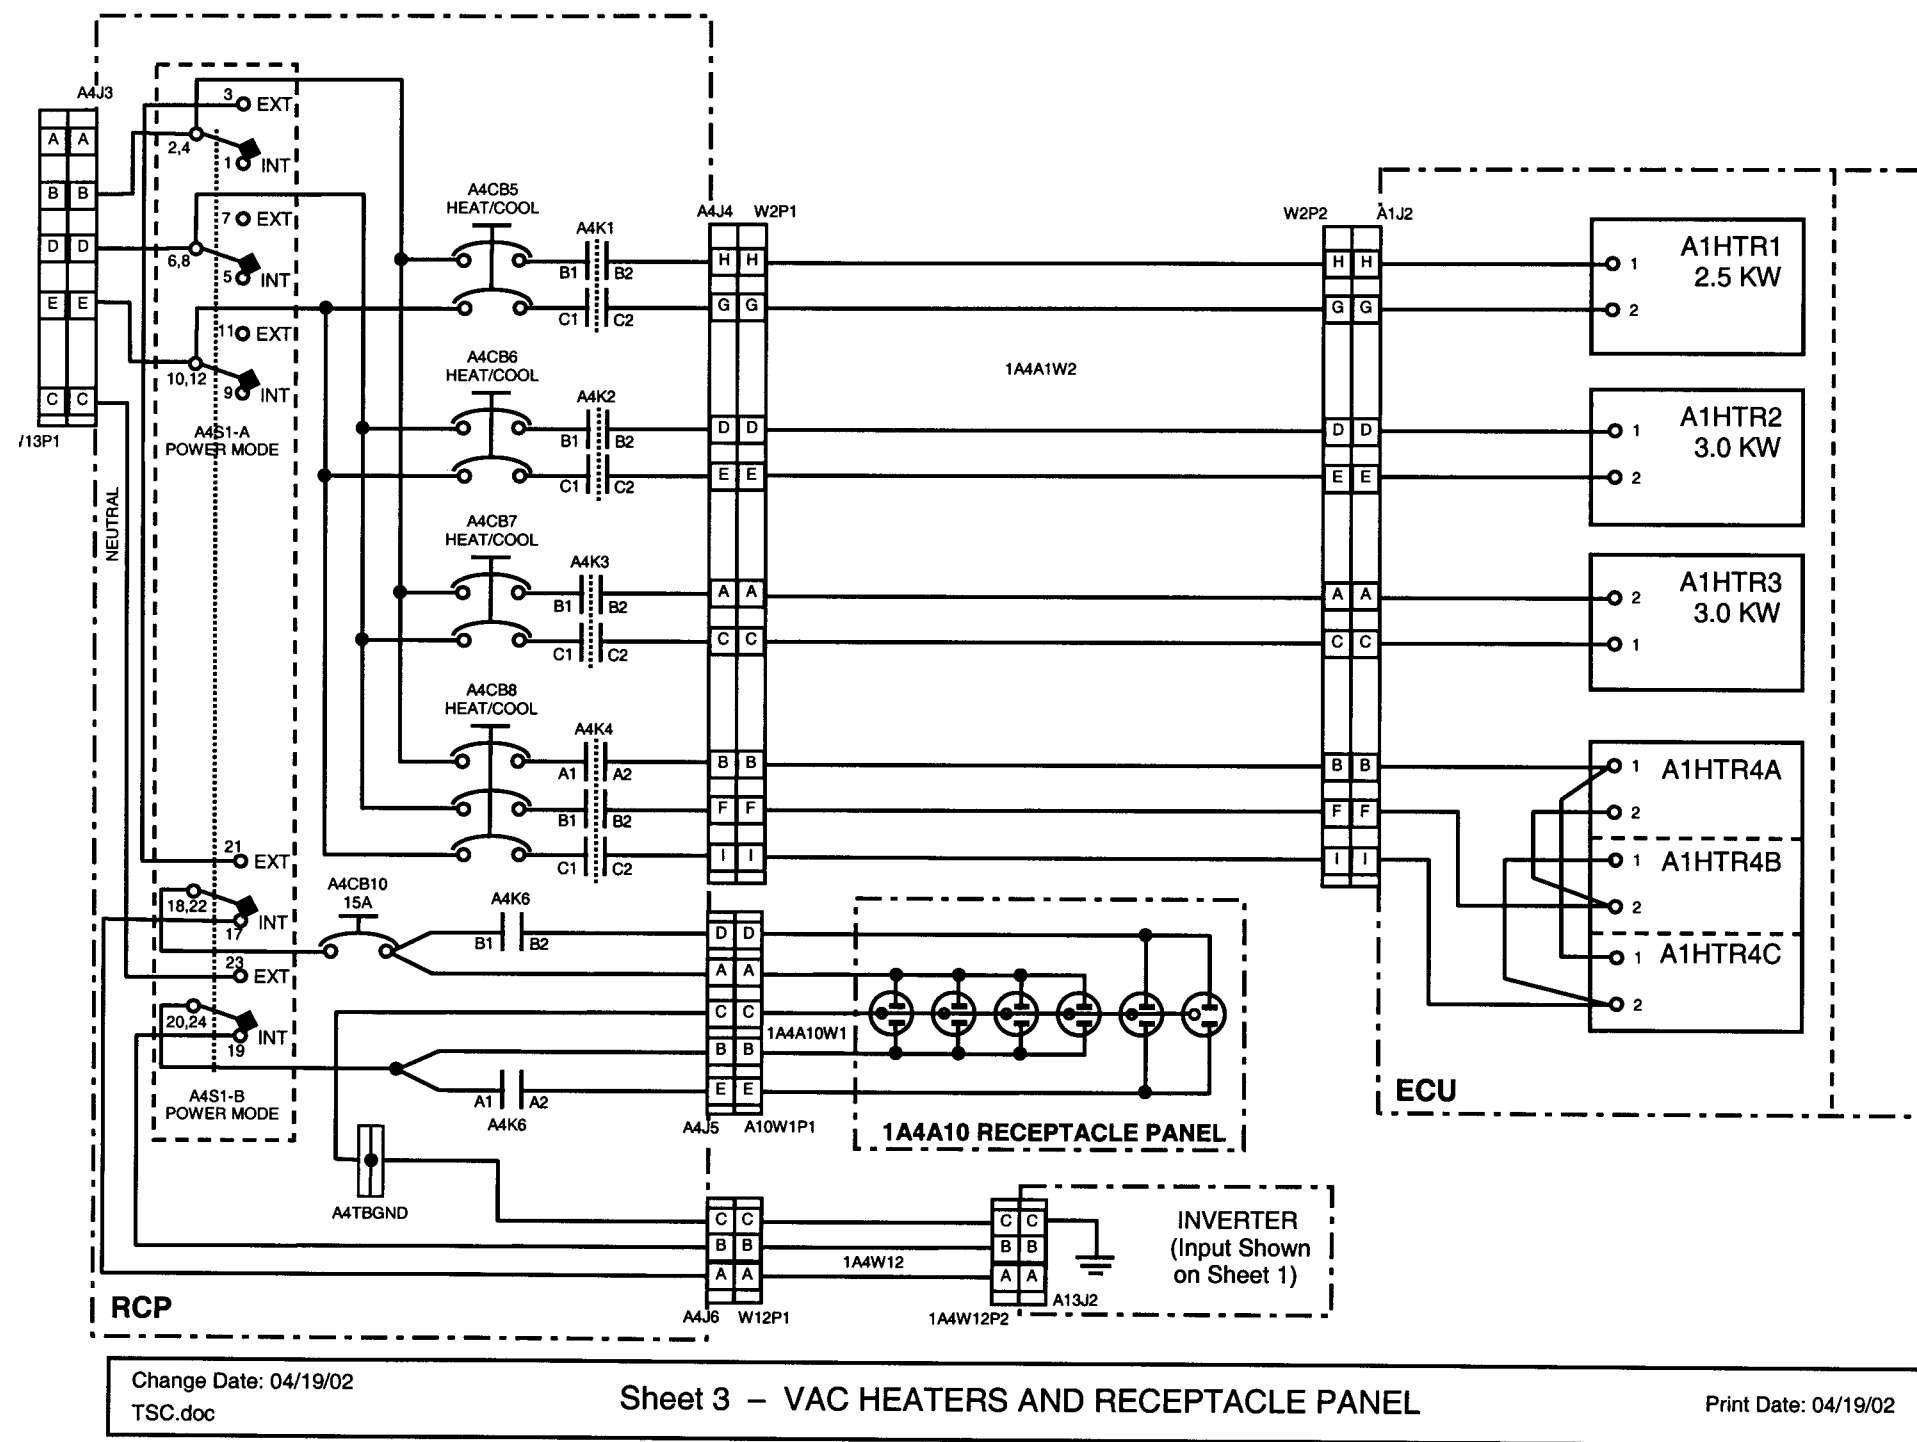 A4J3
A A
B B
D D
E E
C C
/13P1
NEUTRAL
3 EXT
2,4
1 INT
7 EXT
6,8
5 INT
11 EXT
10,12
9 INT
A4S1-A
POWER MODE
21 EXT
18,22
17 INT
23 EXT
20,24
19 INT
A4S1-B
POWER MODE
A4CB5
HEAT/COOL
A4K1
B1 B2
C1 C2
A4CB6
HEAT/COOL
A4K2
B1 B2
C1 C2
A4CB7
HEAT/COOL
A4K3
B1 B2
C1 C2
A4CB8
HEAT/COOL
A4K4
A1 A2
B1 B2
C1 C2
A4CB10
15A
A4K6
B1 B2
A1 A2
A4K6
A4TBGND
RCP
A4J4 W2P1
H H
G G
D D
E E
A A
C C
B B
F F
I I
1A4A1W2
W2P2 A1J2
H H
G G
D D
E E
A A
C C
B B
F F
I I
A1HTR1
2.5 KW
1
2
A1HTR2
3.0 KW
1
2
A1HTR3
3.0 KW
2
1
1 A1HTR4A
2
1 A1HTR4B
2
1 A1HTR4C
2
ECU
D D
A A
C C
B B
E E
A4J5 A10W1P1
1A4A10W1
1A4A10 RECEPTACLE PANEL
C C
B B
A A
A4J6 W12P1
1A4W12
C C
B B
A A
1A4W12P2
A13J2
INVERTER
(Input Shown
on Sheet 1)
Change Date: 04/19/02
TSC.doc
Sheet 3 – VAC HEATERS AND RECEPTACLE PANEL
Print Date: 04/19/02